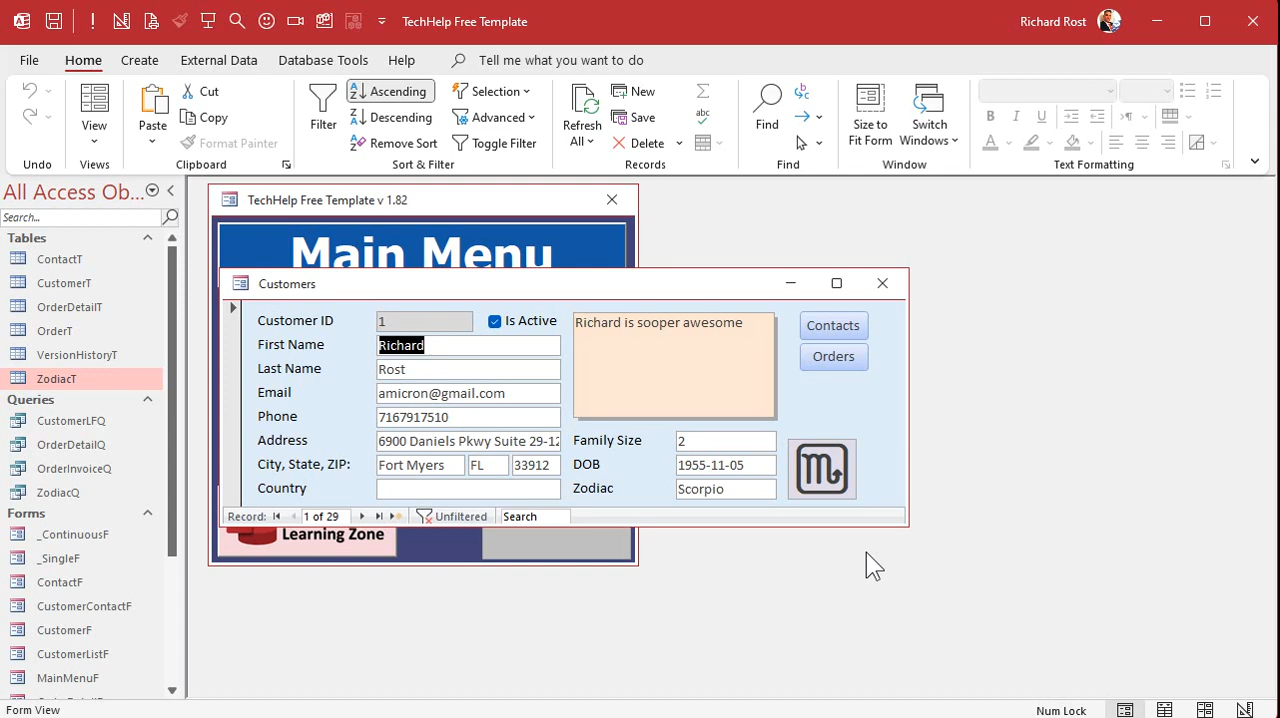 TechHelp Free Template
Richard Rost
File Home Create External Data Database Tools Help Tell me what you want to do
View
Paste
Cut
Copy
Format Painter
Filter
Ascending
Descending
Remove Sort
Selection
Advanced
Toggle Filter
Refresh All
New
Save
Delete
Find
Size to Fit Form
Switch Windows
Undo Views Clipboard Sort & Filter Records Find Window Text Formatting
All Access Ob...
Search...
Tables
ContactT
CustomerT
OrderDetailT
OrderT
VersionHistoryT
ZodiacT
Queries
CustomerLFQ
OrderDetailQ
OrderInvoiceQ
ZodiacQ
Forms
_ContinuousF
_SingleF
ContactF
CustomerContactF
CustomerF
CustomerListF
MainMenuF
TechHelp Free Template v 1.82
Main Menu
Customers
Customer ID 1 Is Active
First Name Richard
Last Name Rost
Email amicron@gmail.com
Phone 7167917510
Address 6900 Daniels Pkwy Suite 29-12
City, State, ZIP: Fort Myers FL 33912
Country
Richard is sooper awesome
Contacts
Orders
Family Size 2
DOB 1955-11-05
Zodiac Scorpio
Record: 1 of 29 Unfiltered Search
Learning Zone
Form View Num Lock